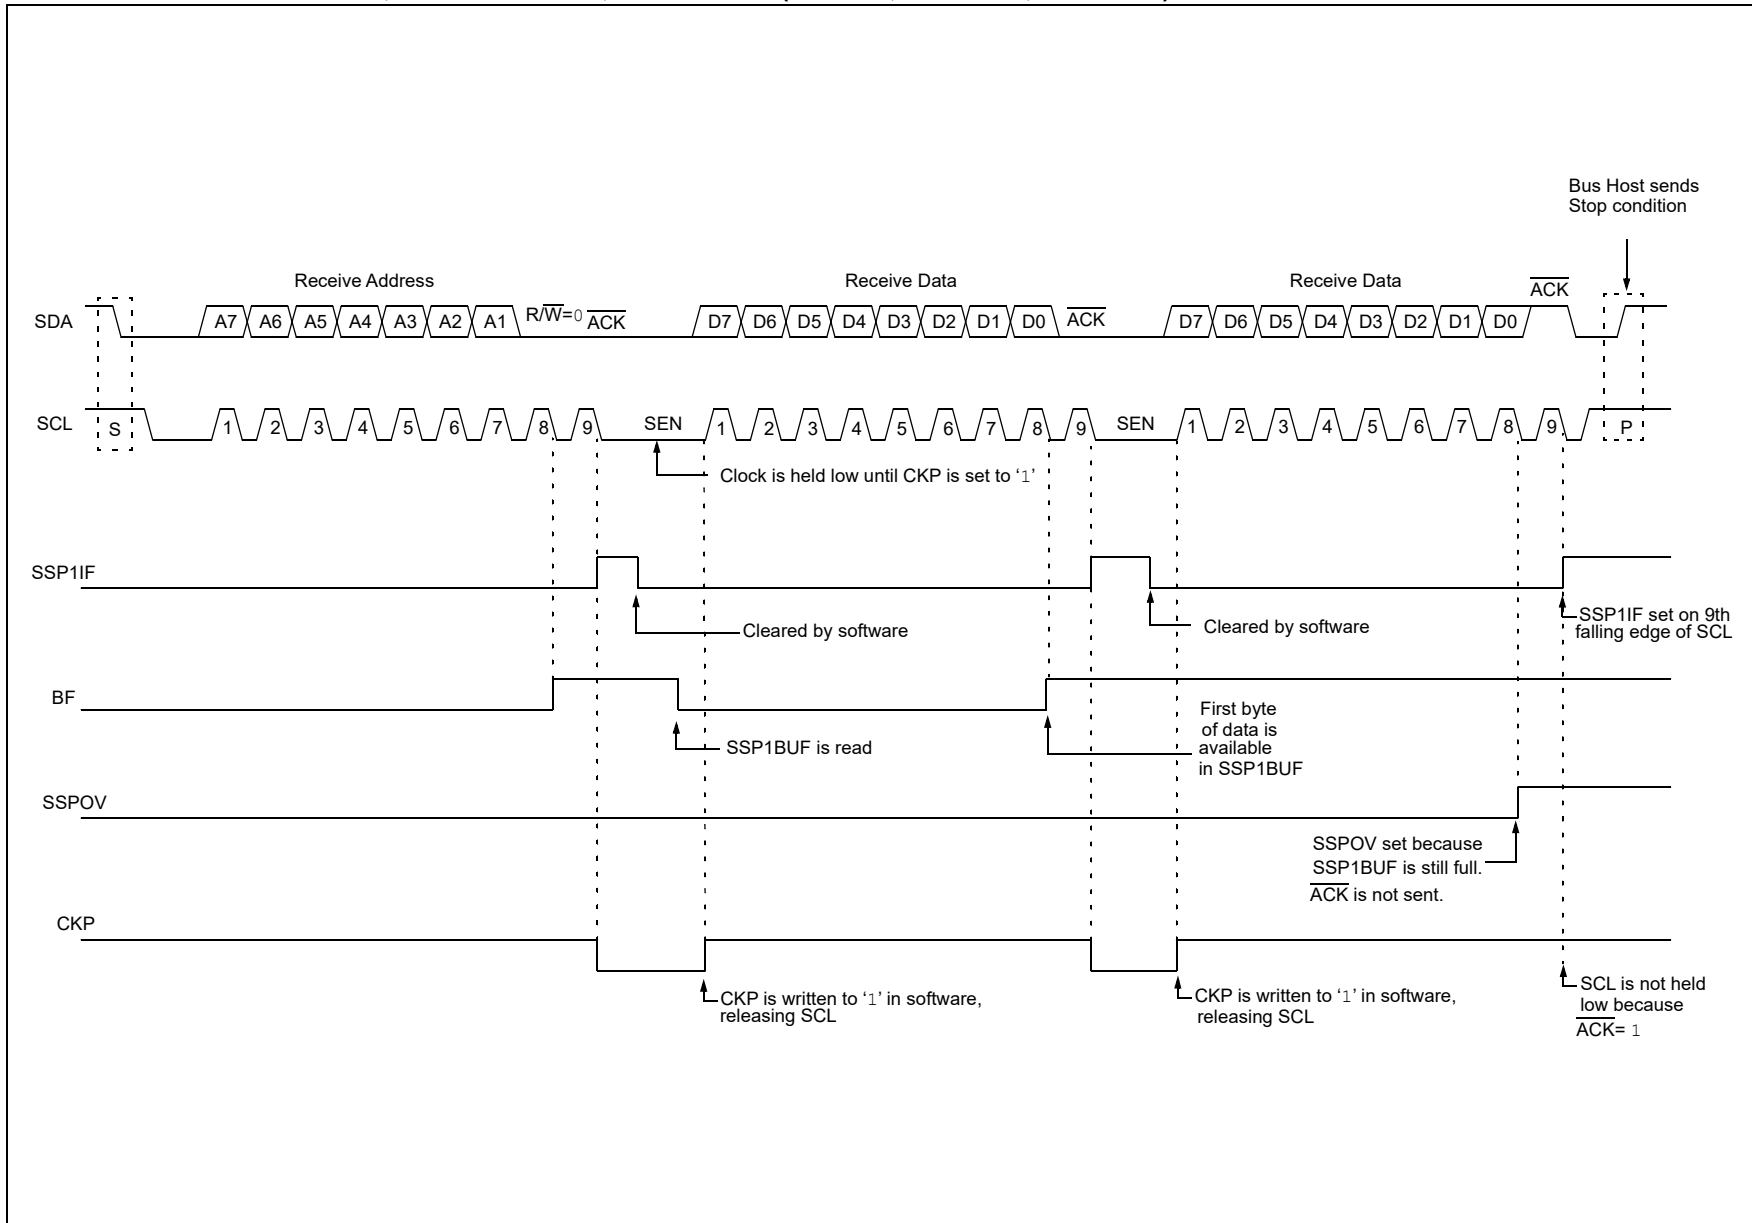 Bus Host sends
Stop condition
Receive Address
Receive Data
Receive Data
ACK
SDA
A7 A6 A5 A4 A3 A2 A1 R/W=0 ACK
D7 D6 D5 D4 D3 D2 D1 D0 ACK
D7 D6 D5 D4 D3 D2 D1 D0
SCL
S
1 2 3 4 5 6 7 8 9 SEN
1 2 3 4 5 6 7 8 9 SEN
1 2 3 4 5 6 7 8 9
P
Clock is held low until CKP is set to ‘1’
SSP1IF
Cleared by software
Cleared by software
SSP1IF set on 9th
falling edge of SCL
BF
SSP1BUF is read
First byte
of data is
available
in SSP1BUF
SSPOV
SSPOV set because
SSP1BUF is still full.
ACK is not sent.
CKP
CKP is written to ‘1’ in software,
releasing SCL
CKP is written to ‘1’ in software,
releasing SCL
SCL is not held
low because
ACK= 1